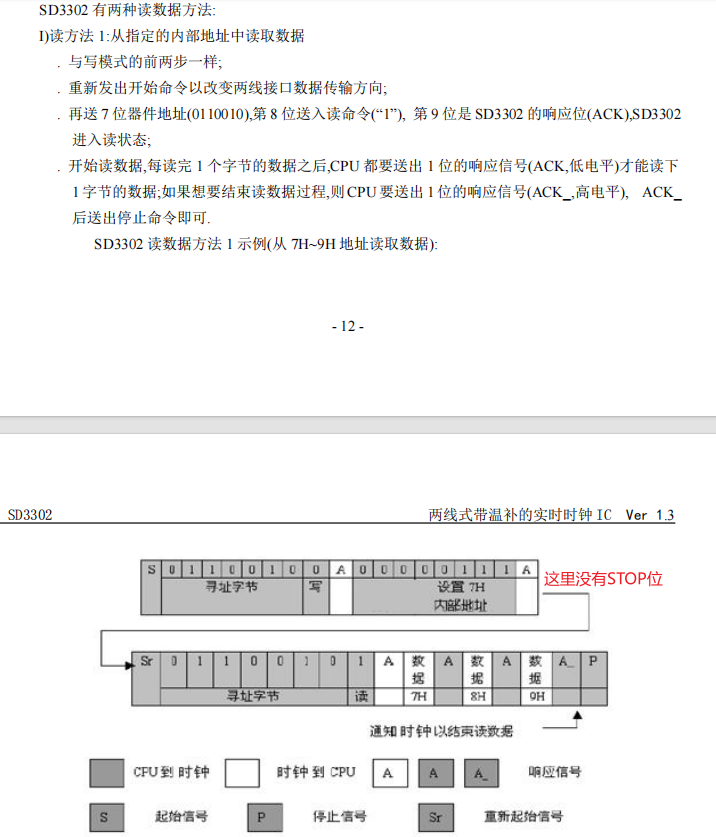 SD3302 有两种读数据方法:
I)读方法 1:从指定的内部地址中读取数据
. 与写模式的前两步一样;
. 重新发出开始命令以改变两线接口数据传输方向;
. 再送 7 位器件地址(0110010),第 8 位送入读命令(“1”), 第 9 位是 SD3302 的响应位(ACK),SD3302
进入读状态;
. 开始读数据,每读完 1 个字节的数据之后,CPU 都要送出 1 位的响应信号(ACK,低电平)才能读下
1 字节的数据;如果想要结束读数据过程,则 CPU 要送出 1 位的响应信号(ACK_,高电平), ACK_
后送出停止命令即可.
SD3302 读数据方法 1 示例(从 7H~9H 地址读取数据):
- 12 -
SD3302 两线式带温补的实时时钟 IC Ver 1.3
S 0 1 1 0 0 1 0 0 A 0 0 0 0 0 1 1 1 A 这里没有STOP位
寻址字节 写 设置 7H
内部地址
Sr 0 1 1 0 0 1 0 1 A 数 A 数 A 数 A_ P
据 据 据
寻址字节 读 7H 8H 9H
通知时钟以结束读数据
CPU 到 时钟 时钟 到 CPU A A A_ 响应信号
S 起始信号 P 停止信号 Sr 重新起始信号